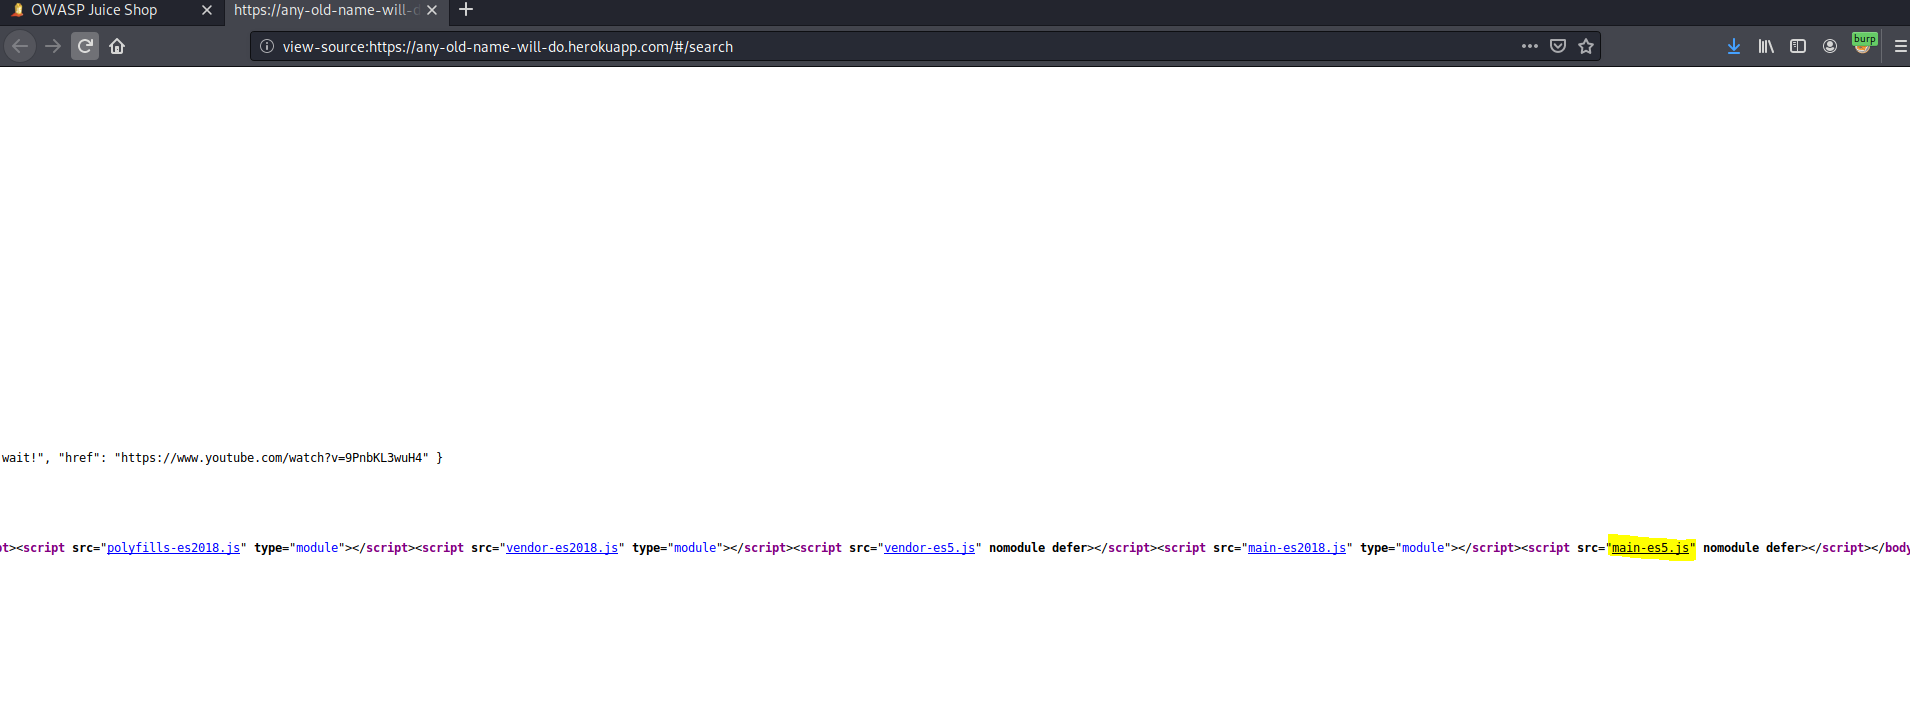 OWASP Juice Shop
https://any-old-name-will-d
view-source:https://any-old-name-will-do.herokuapp.com/#/search
burp
wait!", "href": "https://www.youtube.com/watch?v=9PnbKL3wuH4" }
pt><script src="polyfills-es2018.js" type="module"></script><script src="vendor-es2018.js" type="module"></script><script src="vendor-es5.js" nomodule defer></script><script src="main-es2018.js" type="module"></script><script src="main-es5.js" nomodule defer></script></body